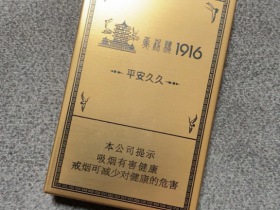 黄鹤楼1916
平安久久
本公司提示
吸烟有害健康
戒烟可减少对健康的危害